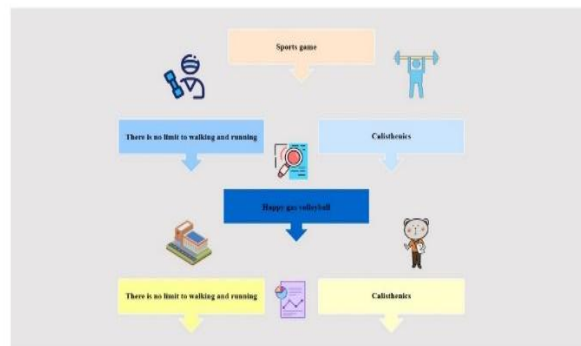 Sports game
There is no limit to walking and running
Calisthenics
Happy gas volleyball
There is no limit to walking and running
Calisthenics